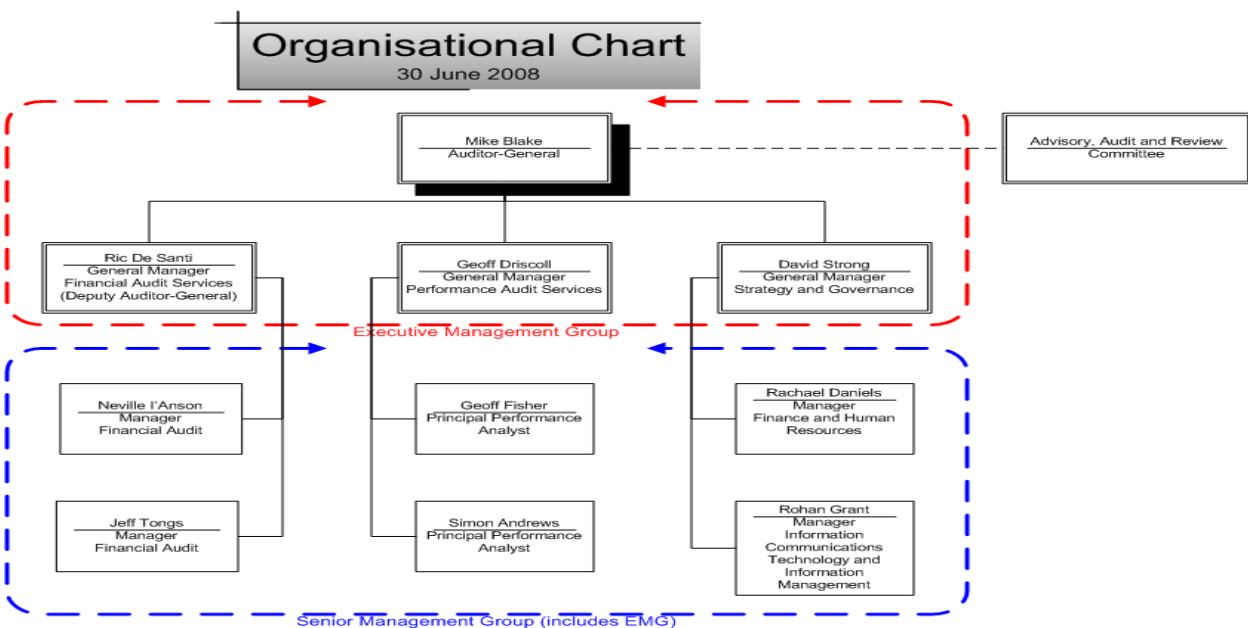 Organisational Chart
30 June 2008
Mike Blake
Auditor-General
Advisory, Audit and Review
Committee
Ric De Santi
General Manager
Financial Audit Services
(Deputy Auditor-General)
Geoff Driscoll
General Manager
Performance Audit Services
David Strong
General Manager
Strategy and Governance
Executive Management Group
Neville I'Anson
Manager
Financial Audit
Geoff Fisher
Principal Performance
Analyst
Rachael Daniels
Manager
Finance and Human
Resources
Jeff Tongs
Manager
Financial Audit
Simon Andrews
Principal Performance
Analyst
Rohan Grant
Manager
Information
Communications
Technology and
Information
Management
Senior Management Group (includes EMG)